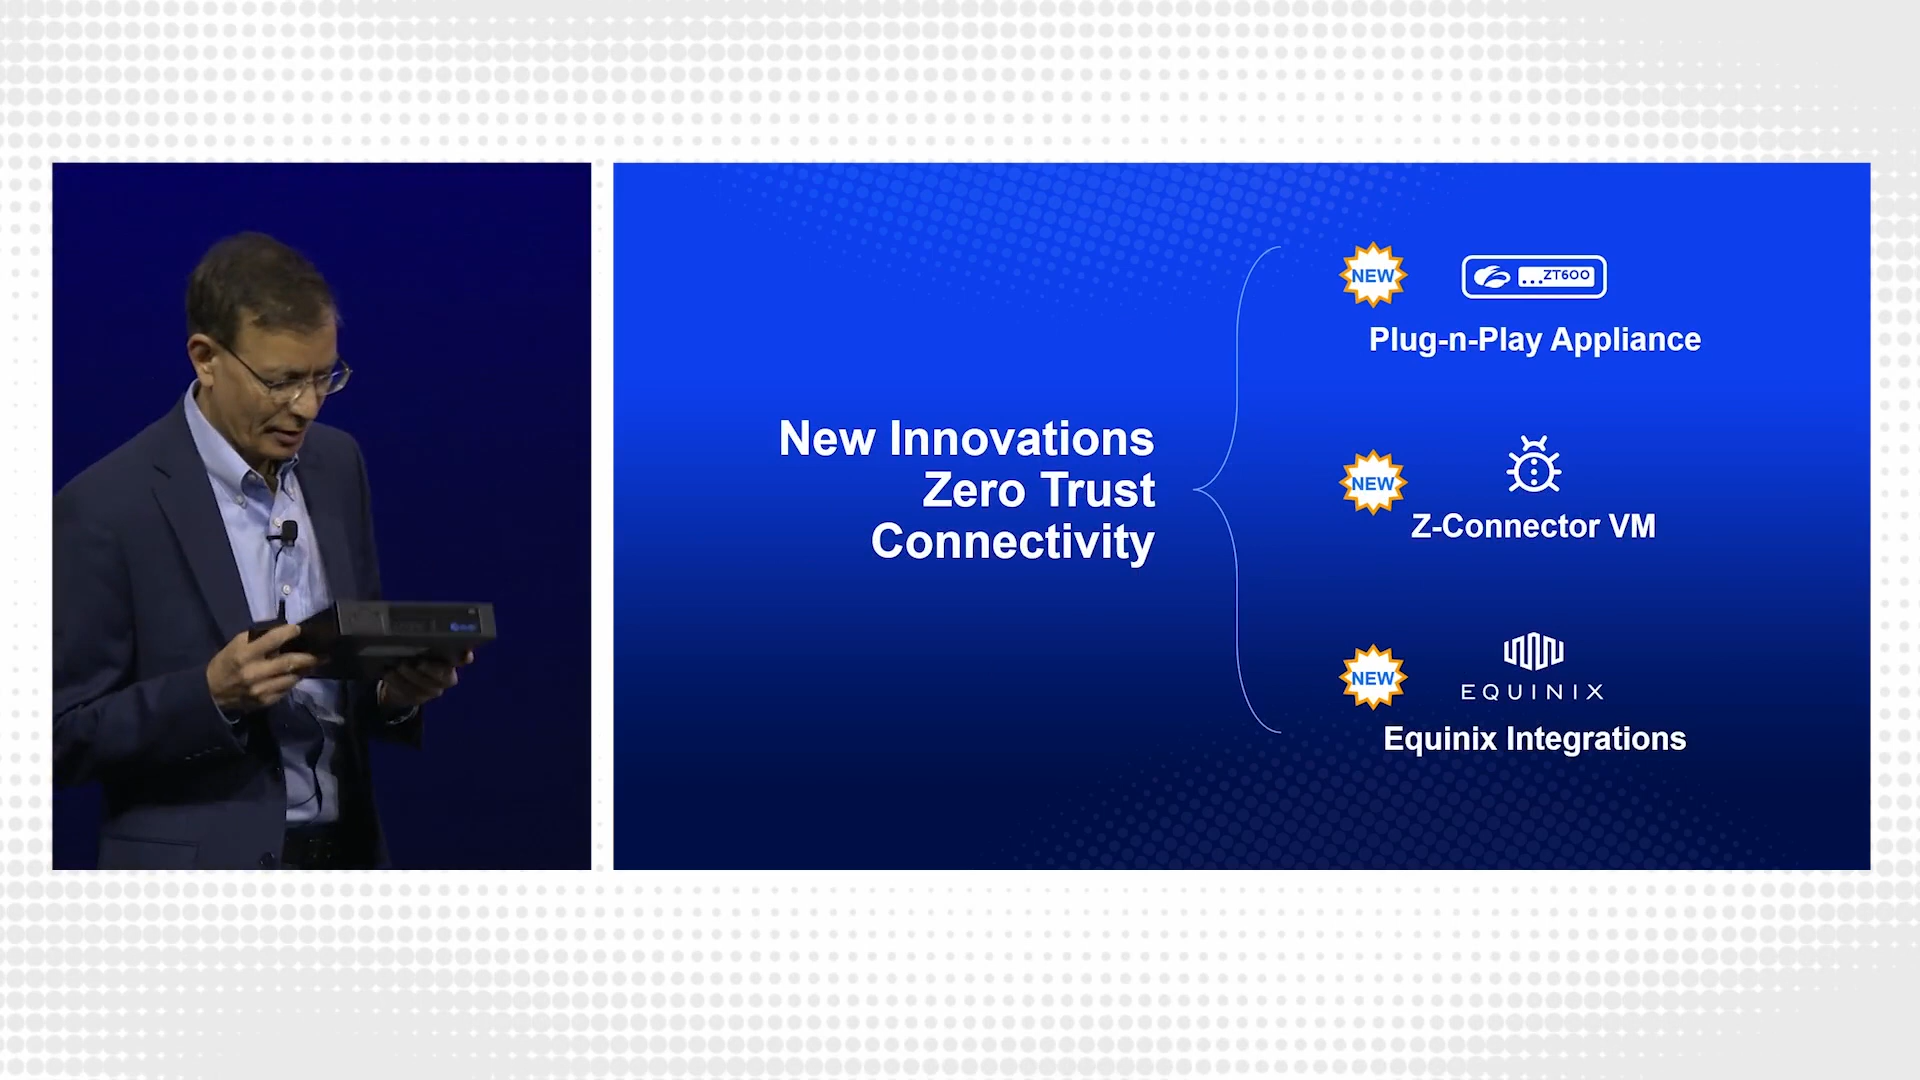 New Innovations
Zero Trust
Connectivity
NEW
...ZT600
Plug-n-Play Appliance
NEW
Z-Connector VM
NEW
EQUINIX
Equinix Integrations